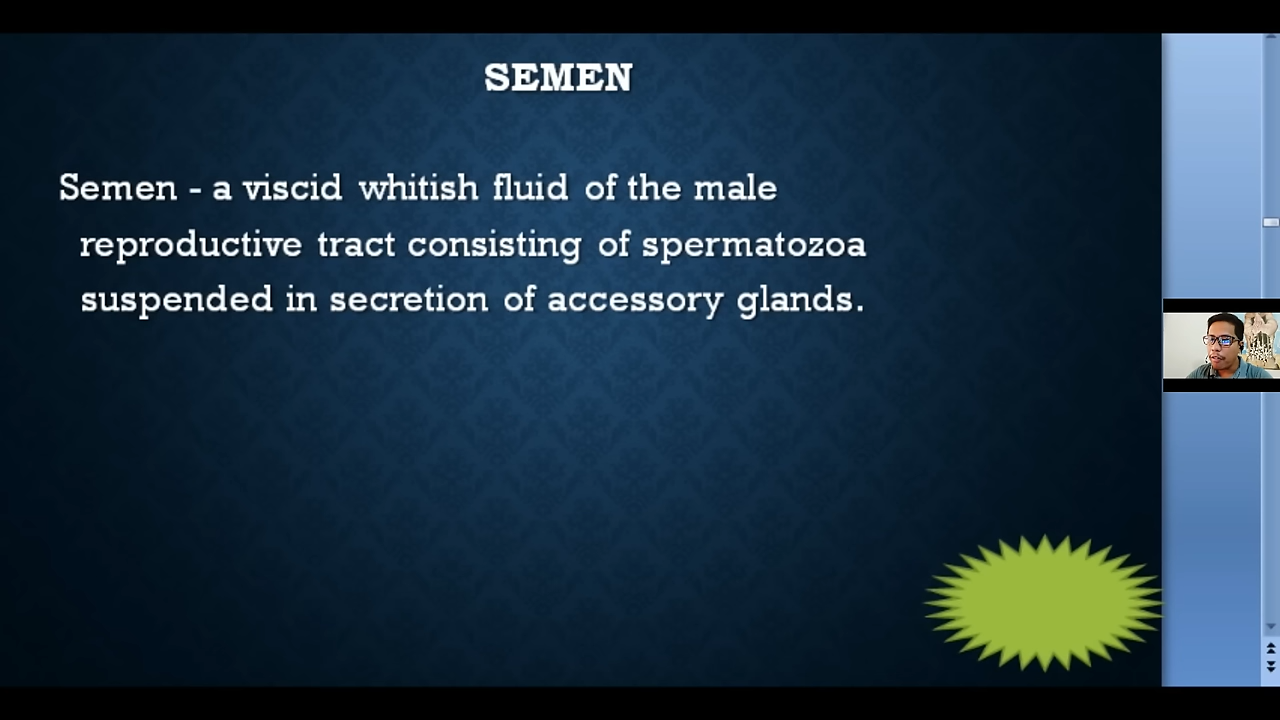 SEMEN
Semen - a viscid whitish fluid of the male
reproductive tract consisting of spermatozoa
suspended in secretion of accessory glands.